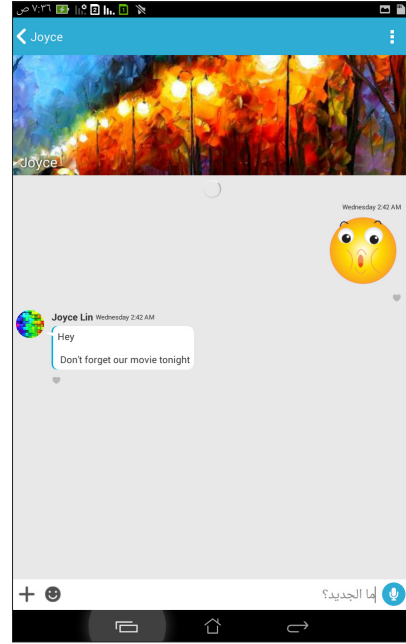 ٧:٣٦ ص
Joyce
Joyce
Wednesday 2:42 AM
Joyce Lin Wednesday 2:42 AM
Hey
Don't forget our movie tonight
ما الجديد؟